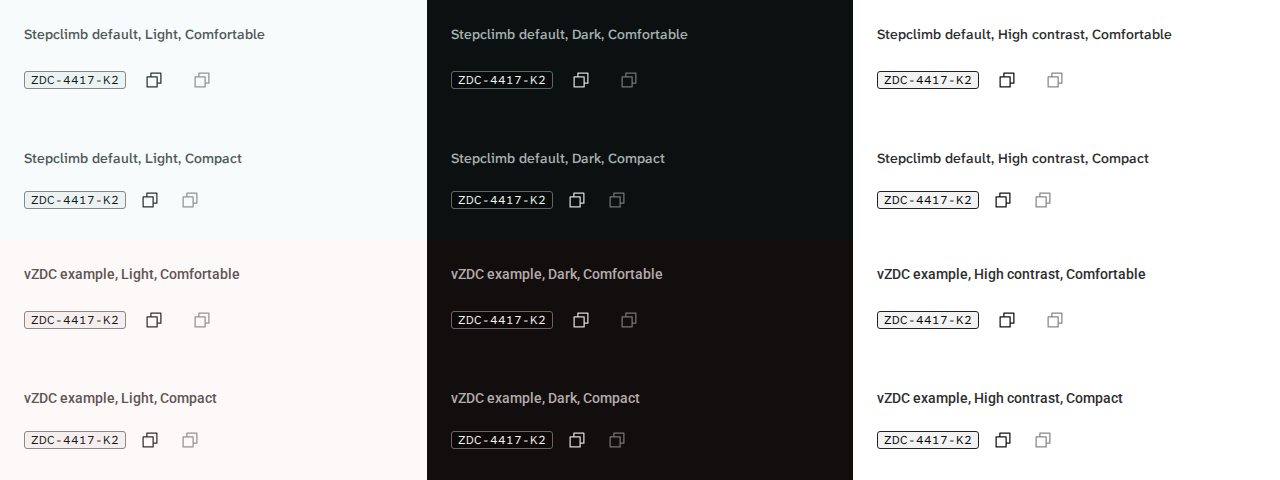 Stepclimb default, Light, Comfortable
ZDC-4417-K2
Stepclimb default, Dark, Comfortable
ZDC-4417-K2
Stepclimb default, High contrast, Comfortable
ZDC-4417-K2
Stepclimb default, Light, Compact
ZDC-4417-K2
Stepclimb default, Dark, Compact
ZDC-4417-K2
Stepclimb default, High contrast, Compact
ZDC-4417-K2
vZDC example, Light, Comfortable
ZDC-4417-K2
vZDC example, Dark, Comfortable
ZDC-4417-K2
vZDC example, High contrast, Comfortable
ZDC-4417-K2
vZDC example, Light, Compact
ZDC-4417-K2
vZDC example, Dark, Compact
ZDC-4417-K2
vZDC example, High contrast, Compact
ZDC-4417-K2